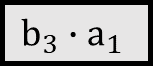 b₃ · a₁